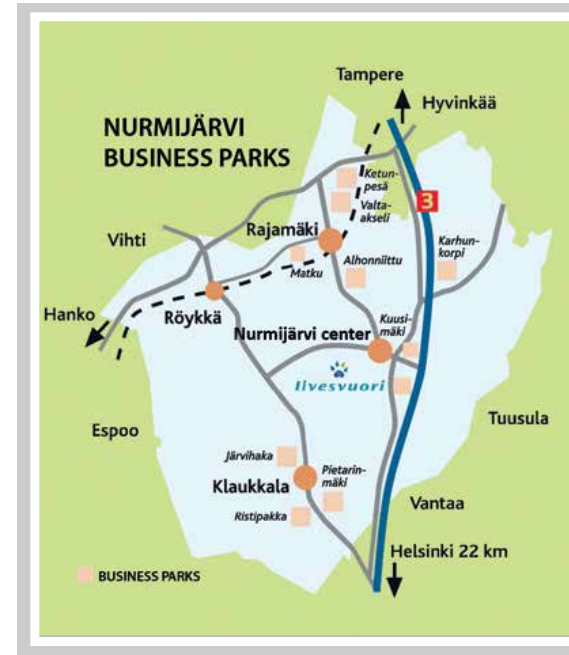 Tampere
Hyvinkää
NURMIJÄRVI
BUSINESS PARKS
Ketun-
pesä
Valta-
akseli
3
Rajamäki
Vihti
Karhun-
korpi
Matku
Alhonniittu
Hanko
Röykkä
Kuusi-
mäki
Nurmijärvi center
Ilvesvuori
Tuusula
Espoo
Järvihaka
Pietarin-
mäki
Klaukkala
Ristipakka
Vantaa
Helsinki 22 km
BUSINESS PARKS